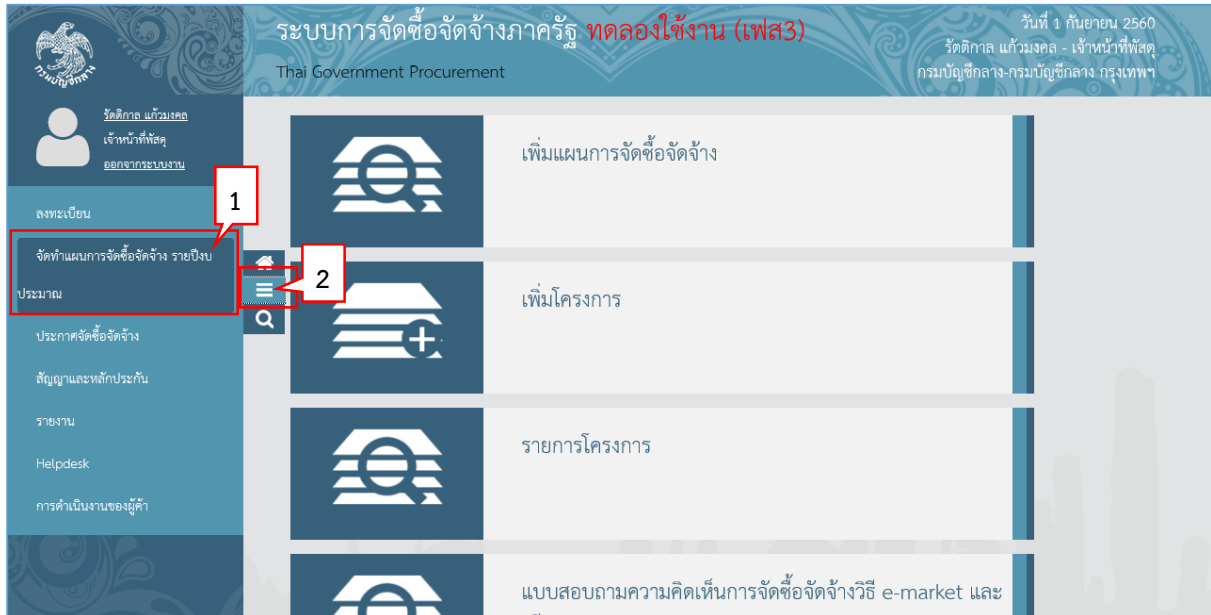 ระบบการจัดซื้อจัดจ้างภาครัฐ ทดลองใช้งาน (เฟส3)
Thai Government Procurement
วันที่ 1 กันยายน 2560
รัตติกาล แก้วมงคล - เจ้าหน้าที่พัสดุ
กรมบัญชีกลาง-กรมบัญชีกลาง กรุงเทพฯ
กรมบัญชีกลาง
รัตติกาล แก้วมงคล
เจ้าหน้าที่พัสดุ
ออกจากระบบงาน
1
ลงทะเบียน
จัดทำแผนการจัดซื้อจัดจ้าง รายปีงบ
ประมาณ
ประกาศจัดซื้อจัดจ้าง
สัญญาและหลักประกัน
รายงาน
Helpdesk
การดำเนินงานของผู้ค้า
2
เพิ่มแผนการจัดซื้อจัดจ้าง
เพิ่มโครงการ
รายการโครงการ
แบบสอบถามความคิดเห็นการจัดซื้อจัดจ้างวิธี e-market และ